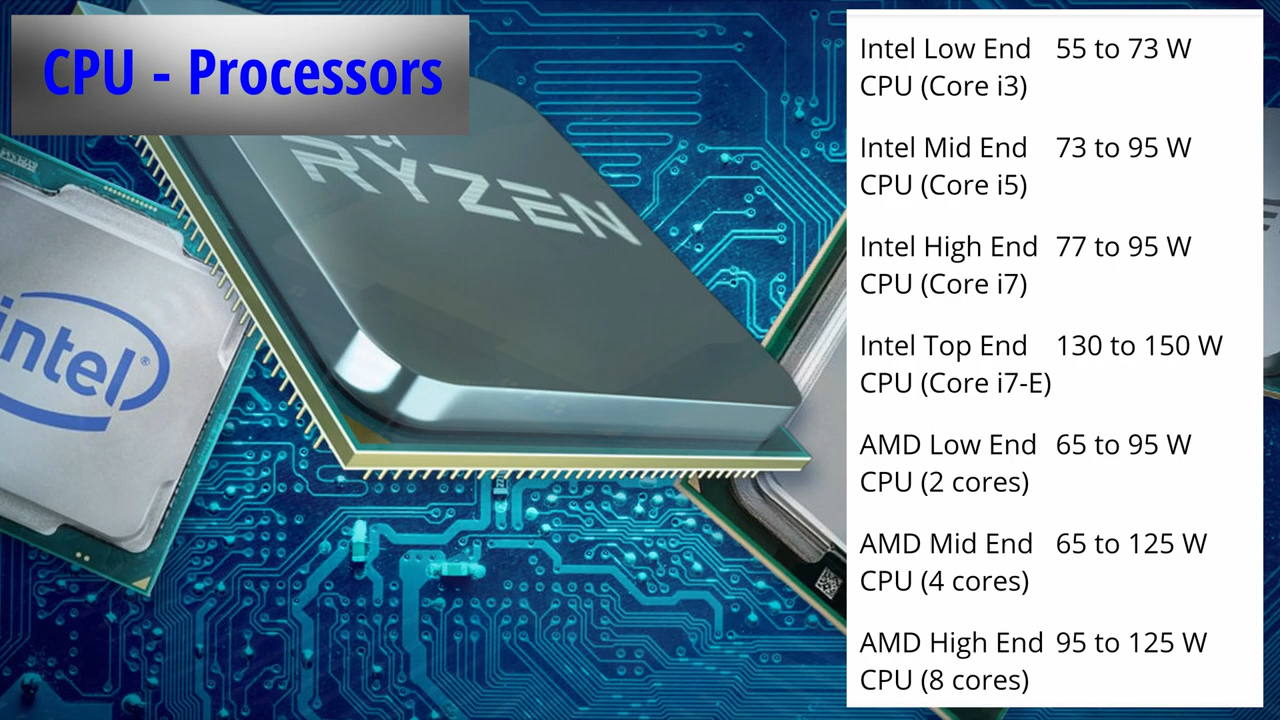 CPU - Processors
RYZEN
intel®
Intel Low End 55 to 73 W
CPU (Core i3)
Intel Mid End 73 to 95 W
CPU (Core i5)
Intel High End 77 to 95 W
CPU (Core i7)
Intel Top End 130 to 150 W
CPU (Core i7-E)
AMD Low End 65 to 95 W
CPU (2 cores)
AMD Mid End 65 to 125 W
CPU (4 cores)
AMD High End 95 to 125 W
CPU (8 cores)